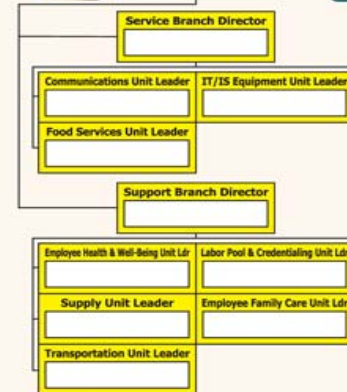 Service Branch Director
Communications Unit Leader
IT/IS Equipment Unit Leader
Food Services Unit Leader
Support Branch Director
Employee Health & Well-Being Unit Ldr
Labor Pool & Credentialing Unit Ldr
Supply Unit Leader
Employee Family Care Unit Ldr
Transportation Unit Leader